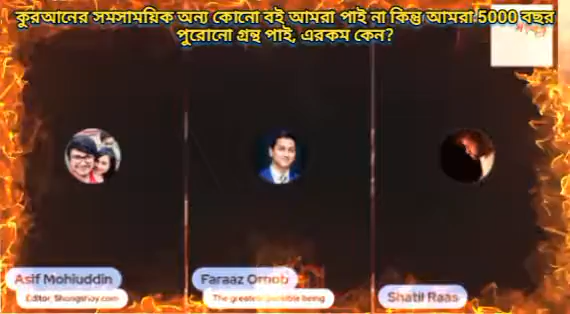 কুরআনের সমসাময়িক অন্য কোনো বই আমরা পাই না কিন্তু আমরা 5000 বছর
পুরোনো গ্রন্থ পাই, এরকম কেন?
Asif Mohiuddin
Editor, Shongshoy.com
Faraaz Ornob
The greatest possible being
Shatil Raas